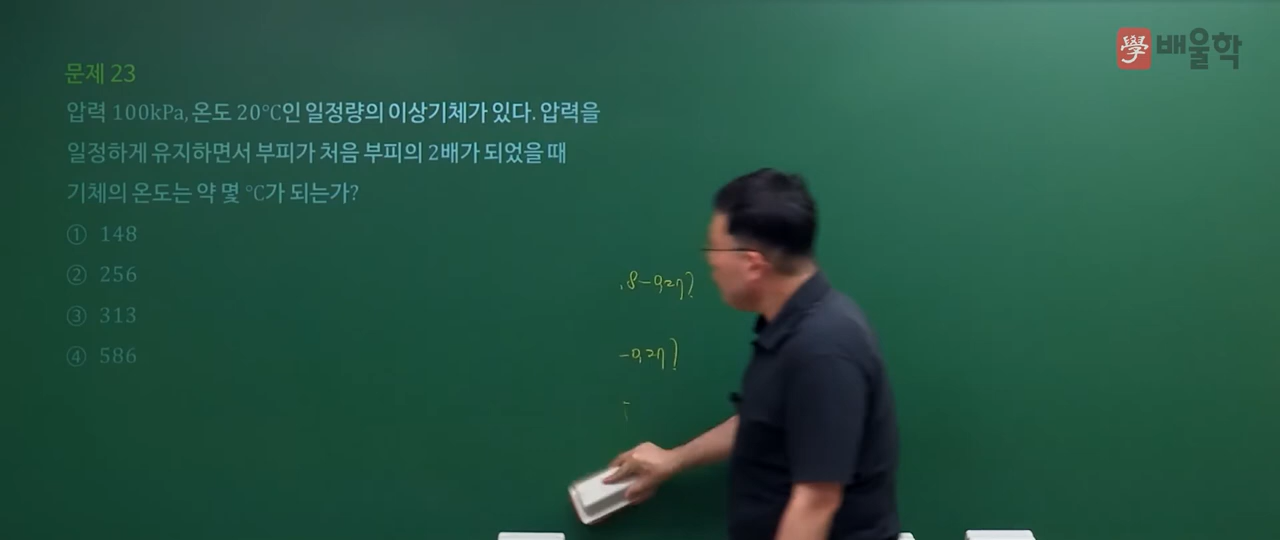 學 배울학
문제 23
압력 100kPa, 온도 20℃인 일정량의 이상기체가 있다. 압력을
일정하게 유지하면서 부피가 처음 부피의 2배가 되었을 때
기체의 온도는 약 몇 ℃가 되는가?
① 148
② 256
③ 313
④ 586